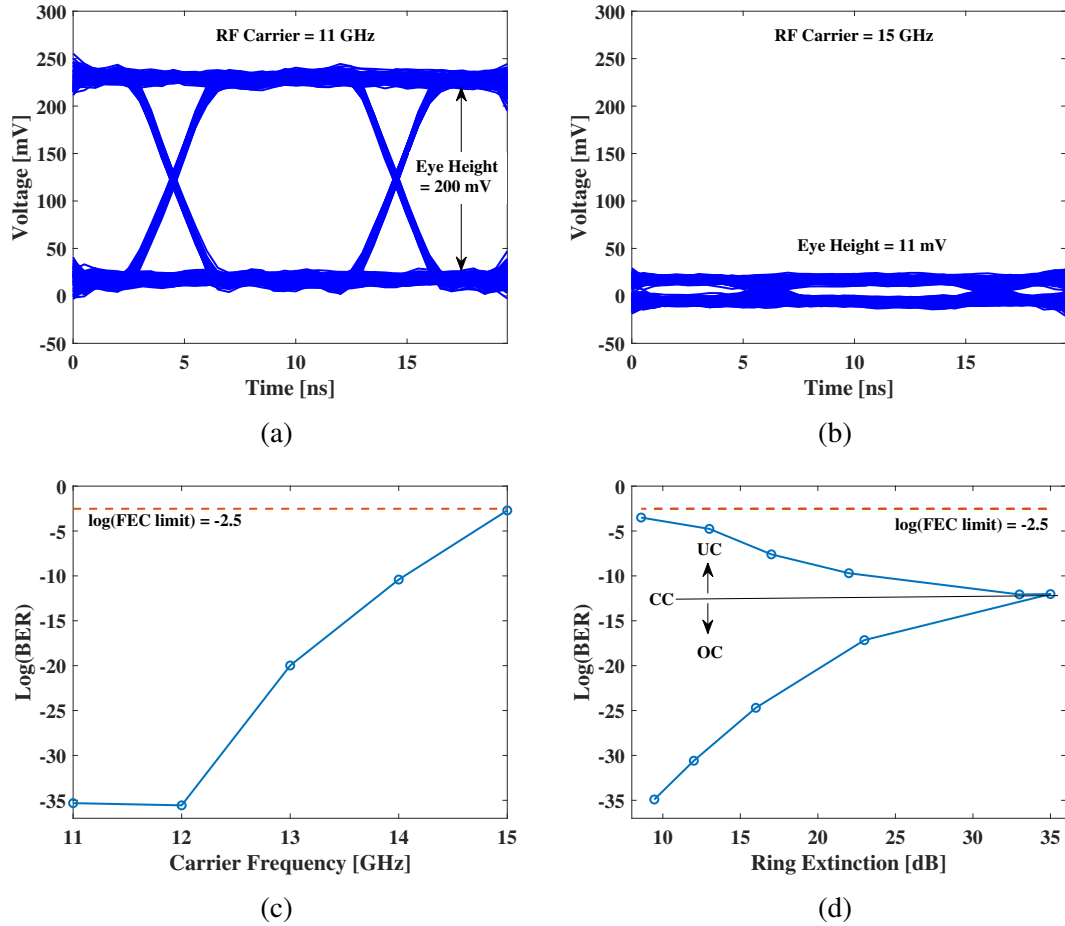 300
250
200
150
100
50
0
-50
Voltage [mV]
RF Carrier = 11 GHz
Eye Height
= 200 mV
0
5
10
15
Time [ns]
(a)
300
250
200
150
100
50
0
-50
Voltage [mV]
RF Carrier = 15 GHz
Eye Height = 11 mV
0
5
10
15
Time [ns]
(b)
0
-5
-10
-15
-20
-25
-30
-35
Log(BER)
log(FEC limit) = -2.5
11
12
13
14
15
Carrier Frequency [GHz]
(c)
0
-5
-10
-15
-20
-25
-30
-35
Log(BER)
log(FEC limit) = -2.5
UC
CC
OC
10
15
20
25
30
35
Ring Extinction [dB]
(d)